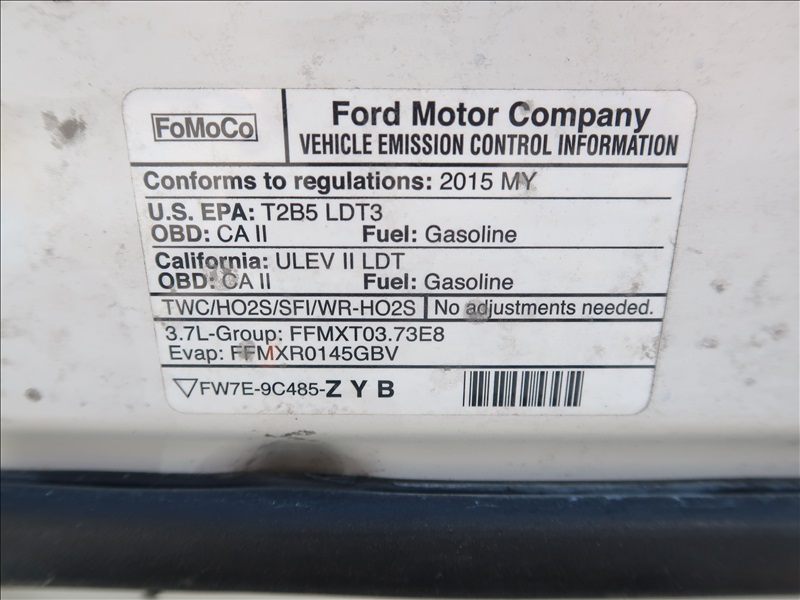 FoMoCo
Ford Motor Company
VEHICLE EMISSION CONTROL INFORMATION
Conforms to regulations: 2015 MY
U.S. EPA: T2B5 LDT3
OBD: CA II Fuel: Gasoline
California: ULEV II LDT
OBD: CA II Fuel: Gasoline
TWC/HO2S/SFI/WR-HO2S No adjustments needed.
3.7L-Group: FFMXT03.73E8
Evap: FFMXR0145GBV
FW7E-9C485-Z Y B